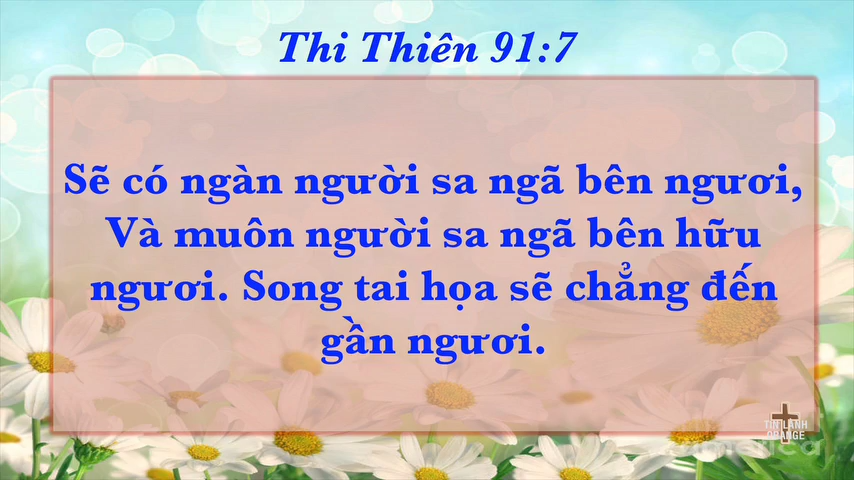 Thi Thiên 91:7
Sẽ có ngàn người sa ngã bên ngươi,
Và muôn người sa ngã bên hữu
ngươi. Song tai họa sẽ chẳng đến
gần ngươi.
TIN LÀNH
ORANGE